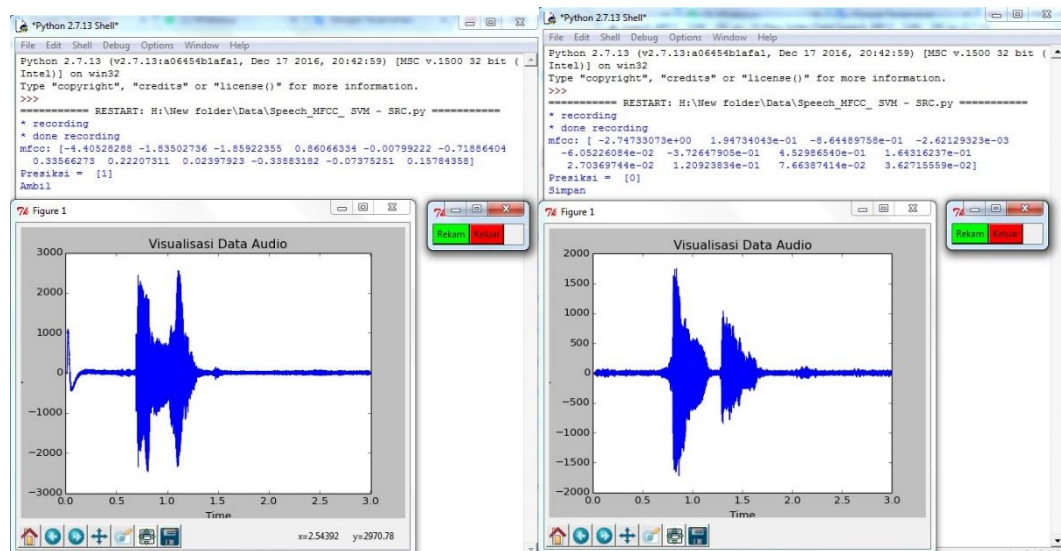 *Python 2.7.13 Shell*
File Edit Shell Debug Options Window Help
Python 2.7.13 (v2.7.13:a06454b1afa1, Dec 17 2016, 20:42:59) [MSC v.1500 32 bit (
Intel)] on win32
Type "copyright", "credits" or "license()" for more information.
>>>
=========== RESTART: H:\New folder\Data\Speech_MFCC_ SVM - SRC.py ===========
* recording
* done recording
mfcc: [-4.40528288 -1.83502736 -1.85922355 0.86066334 -0.00799222 -0.71886404
0.33566273 0.22207311 0.02397923 -0.33883182 -0.07375251 0.15784358]
Presiksi = [1]
Ambil
Figure 1
Rekam Keluar
Visualisasi Data Audio
3000
2000
1000
0
−1000
−2000
−3000
0.0 0.5 1.0 1.5 2.0 2.5 3.0
Time
x=2.54392 y=2970.78
*Python 2.7.13 Shell*
File Edit Shell Debug Options Window Help
Python 2.7.13 (v2.7.13:a06454b1afa1, Dec 17 2016, 20:42:59) [MSC v.1500 32 bit (
Intel)] on win32
Type "copyright", "credits" or "license()" for more information.
>>>
=========== RESTART: H:\New folder\Data\Speech_MFCC_ SVM - SRC.py ===========
* recording
* done recording
mfcc: [ -2.74733073e+00 1.94734043e-01 -8.64489758e-01 -2.62129323e-03
-6.05226084e-02 -3.72647905e-01 4.52986540e-01 1.64316237e-01
2.70369744e-02 1.20923834e-01 7.66387414e-02 3.62715559e-02]
Presiksi = [0]
Simpan
Figure 1
Rekam Keluar
Visualisasi Data Audio
2000
1500
1000
500
0
−500
−1000
−1500
−2000
0.0 0.5 1.0 1.5 2.0 2.5 3.0
Time